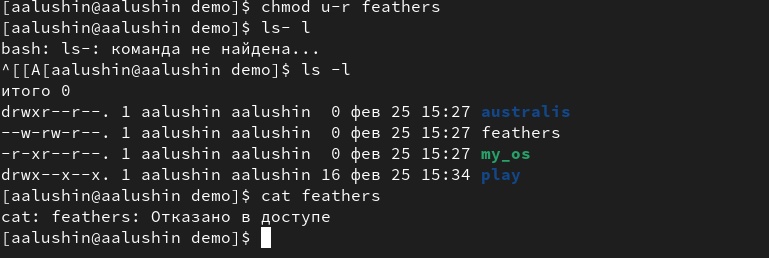 [aalushin@aalushin demo]$ chmod u-r feathers
[aalushin@aalushin demo]$ ls- l
bash: ls-: команда не найдена...
^[[A[aalushin@aalushin demo]$ ls -l
итого 0
drwxr--r--. 1 aalushin aalushin  0 фев 25 15:27 australis
--w-rw-r--. 1 aalushin aalushin  0 фев 25 15:27 feathers
-r-xr--r--. 1 aalushin aalushin  0 фев 25 15:27 my_os
drwx--x--x. 1 aalushin aalushin 16 фев 25 15:34 play
[aalushin@aalushin demo]$ cat feathers
cat: feathers: Отказано в доступе
[aalushin@aalushin demo]$